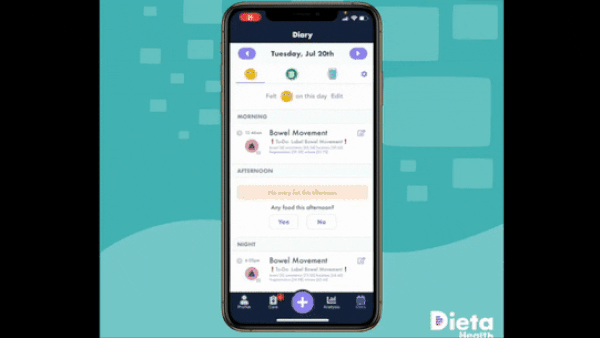 Diary
Tuesday, Jul 20th
Felt on this day Edit
MORNING
Bowel Movement
To-Do: Label Bowel Movement
AFTERNOON
No entry for this afternoon
Any food this afternoon?
Yes No
NIGHT
Bowel Movement
To-Do: Label Bowel Movement
Profile Care Analysis
Dieta
Health